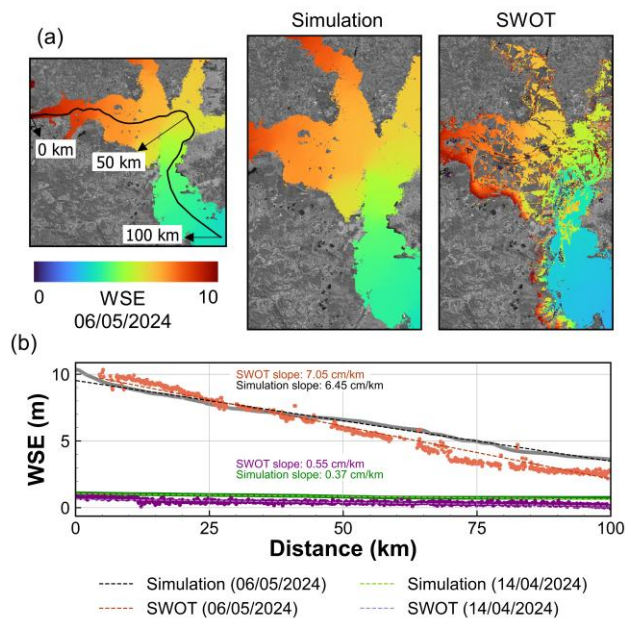 Simulation
SWOT
(a)
0 km
50 km
100 km
0
10
WSE
06/05/2024
(b)
SWOT slope: 7.05 cm/km
Simulation slope: 6.45 cm/km
SWOT slope: 0.55 cm/km
Simulation slope: 0.37 cm/km
WSE (m)
10
5
0
0
25
50
75
100
Distance (km)
Simulation (06/05/2024)
Simulation (14/04/2024)
SWOT (06/05/2024)
SWOT (14/04/2024)